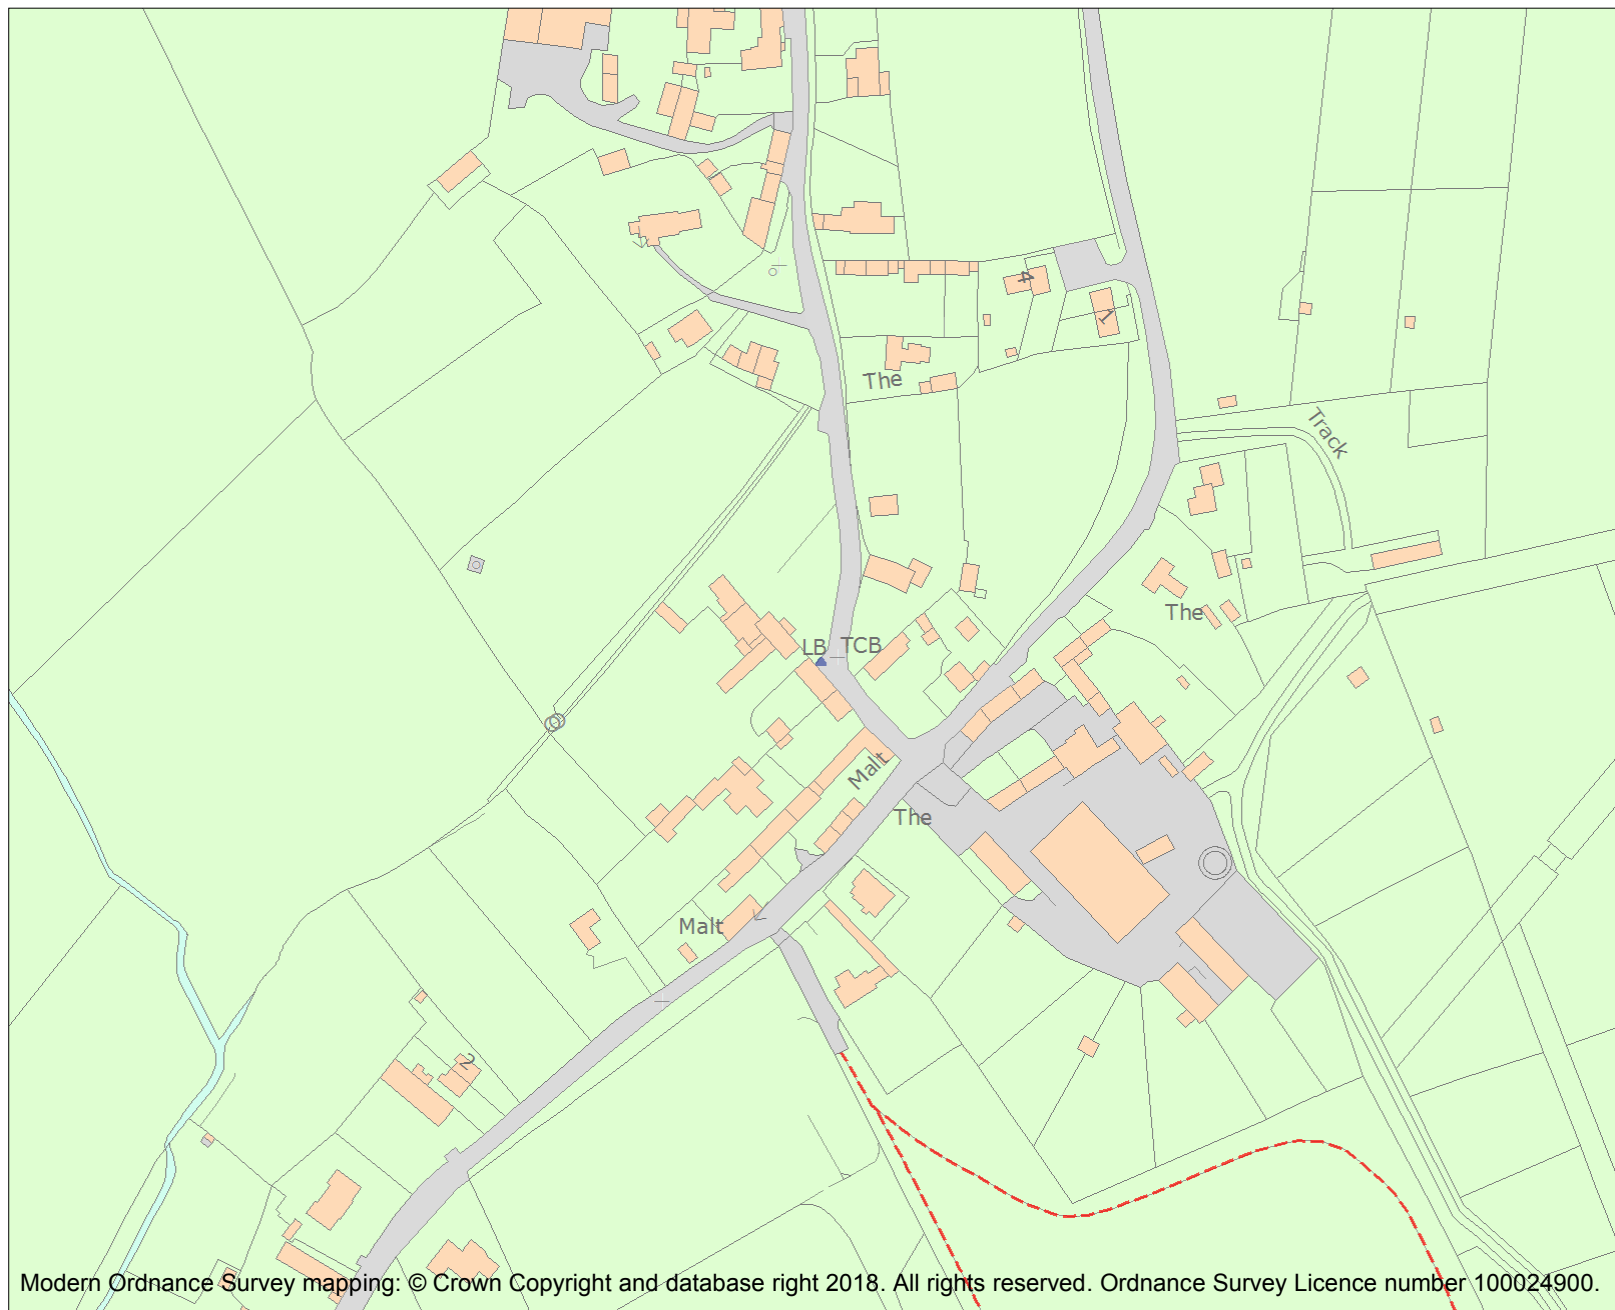 4
1
The
Track
The
LB
TCB
Malt
The
Malt
2
Modern Ordnance Survey mapping: © Crown Copyright and database right 2018. All rights reserved. Ordnance Survey Licence number 100024900.